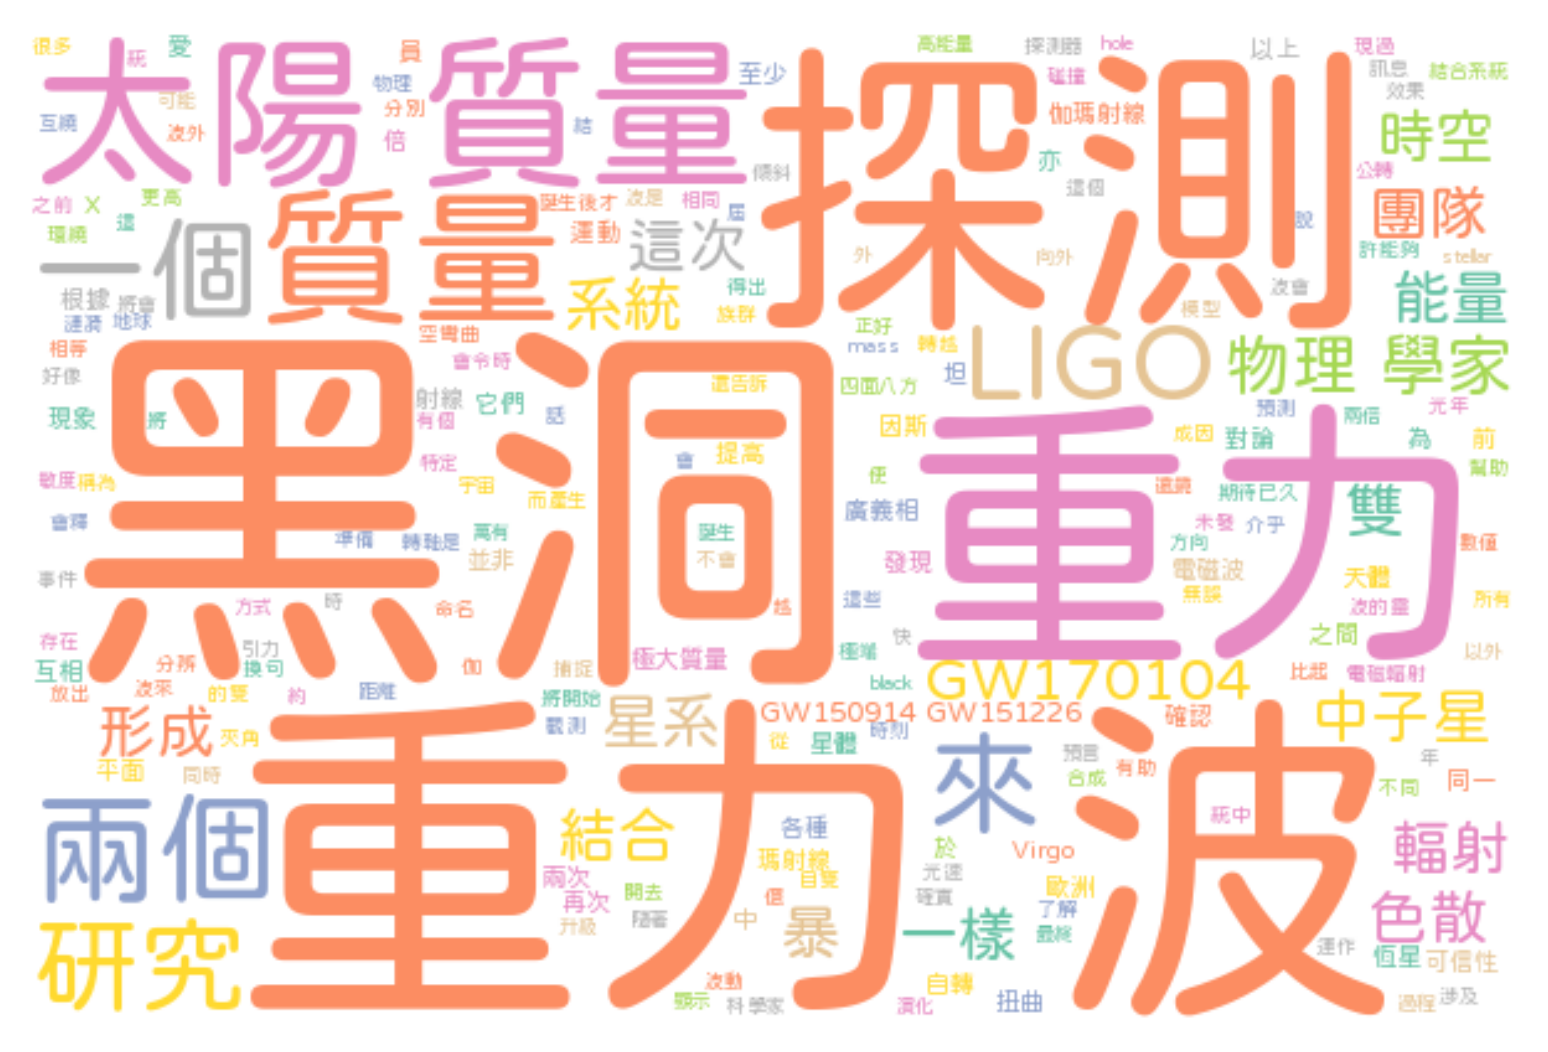 很多
統
愛
員
高能量
探測器
hole
以上
現過
太陽
質量
物理
至少
探測
碰撞
訊息
結合系統
可能
分別
效果
互繞
波外
倍
結
伽瑪射線
時空
亦
傾斜
這個
公轉
之前
X
更高
誕生後才
波是
相同
屆
團隊
說
這
環繞
一個
質量
運動
這次
外
向外
許能夠
stellar
根據
將會
系統
得出
波會
能量
漣漪
地球
族群
模型
空彎曲
正好
相等
會令時
mass
轉越
LIGO
物理
學家
好像
黑洞
還告訴
四面八方
坦
射線
它們
現象
將
有個
話
因斯
重力
預測
兩信
光年
成因
對論
為
前
會
提高
特定
敏度
稱為
宇宙
而產生
便
遠鏡
期待已久
幫助
會釋
廣義相
雙
未發
介乎
準備
轉軸是
萬有
誕生
方向
數值
並非
不會
發現
電磁波
事件
天體
無誤
方式
時
命名
越
這些
波的靈
所有
存在
引力
快
之間
互相
分辨
換句
伽
捕捉
極大質量
極端
以外
放出
波來
的雙
約
距離
將開始
black
GW170104
比起
電磁輻射
形成
夾角
觀測
星系
GW150914
GW151226
確認
中子星
平面
同時
重力波
從
星體
時刻
來
預言
合成
有助
年
不同
同一
兩個
結合
各種
統中
輻射
瑪射線
自雙
於
Virgo
兩次
再次
開去
光速
歐洲
確實
還
升級
隨著
中
暴
了解
最終
色散
研究
一樣
運作
恆星
可信性
波動
自轉
顯示
科學家
演化
扭曲
過程
涉及